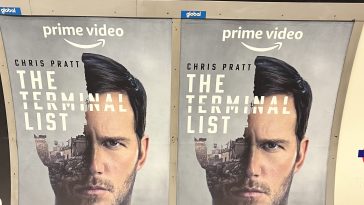 global
prime video
CHRIS PRATT
THE
TERMINAL
LIST
global
prime video
CHRIS PRATT
THE
TERMINAL
LIST